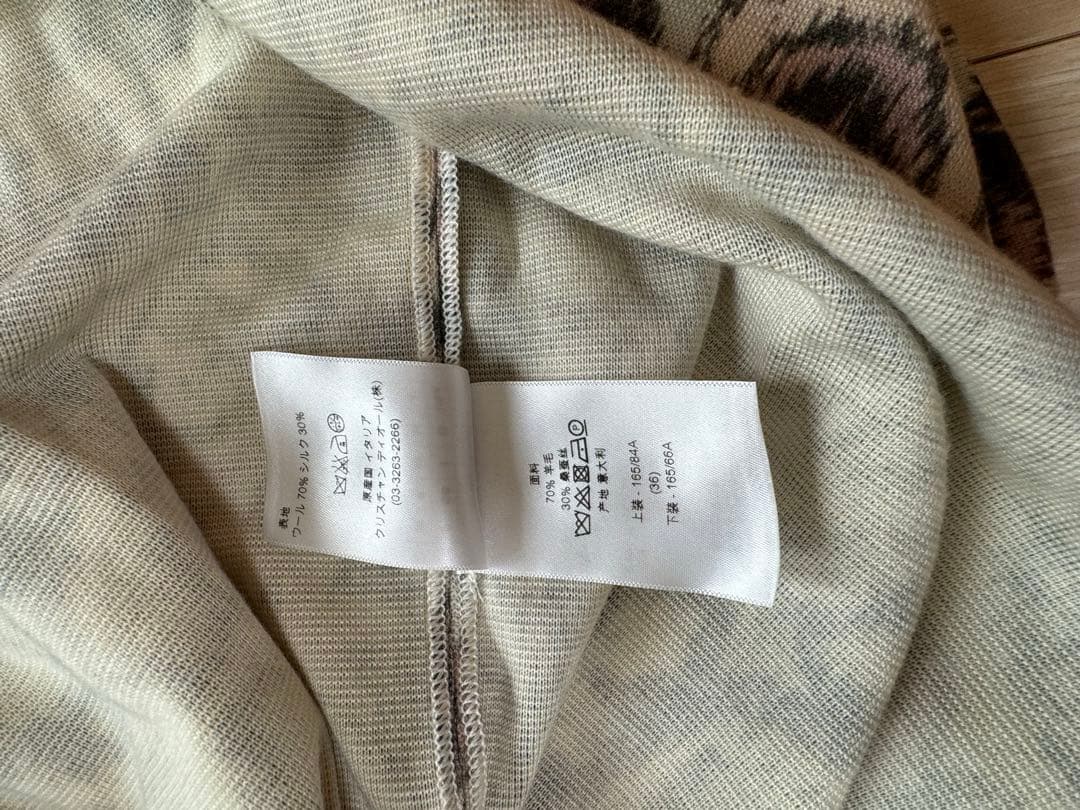 表地
ウール 70% シルク 30%
原産国 イタリア
クリスチャン ディオール(株)
(03-3263-2266)
面料
70% 羊毛
30% 桑蚕丝
P
产地 意大利
上装 - 165/84A
(36)
下装 - 165/66A